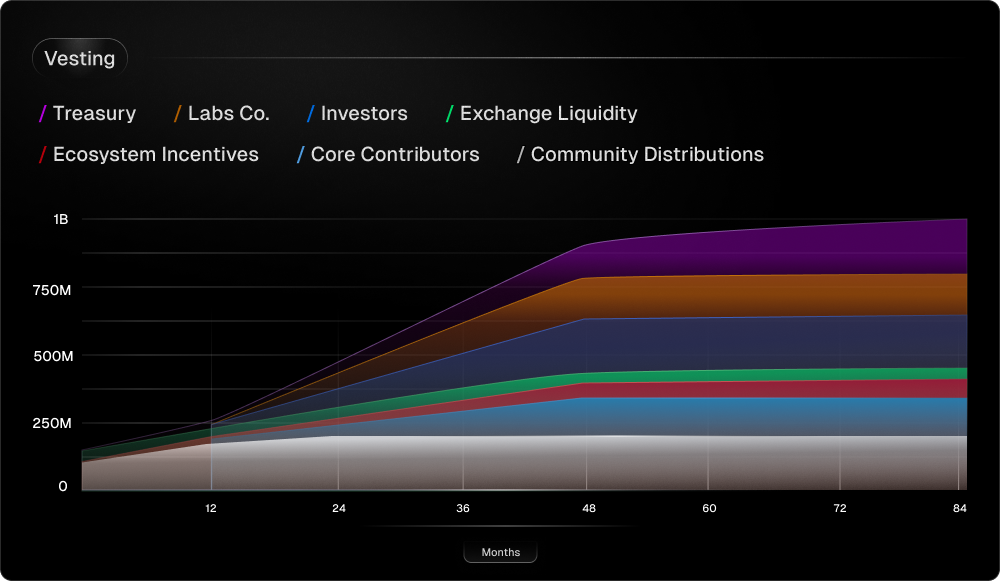 Vesting
/ Treasury / Labs Co. / Investors / Exchange Liquidity
/ Ecosystem Incentives / Core Contributors / Community Distributions
1B
750M
500M
250M
0
12 24 36 48 60 72 84
Months